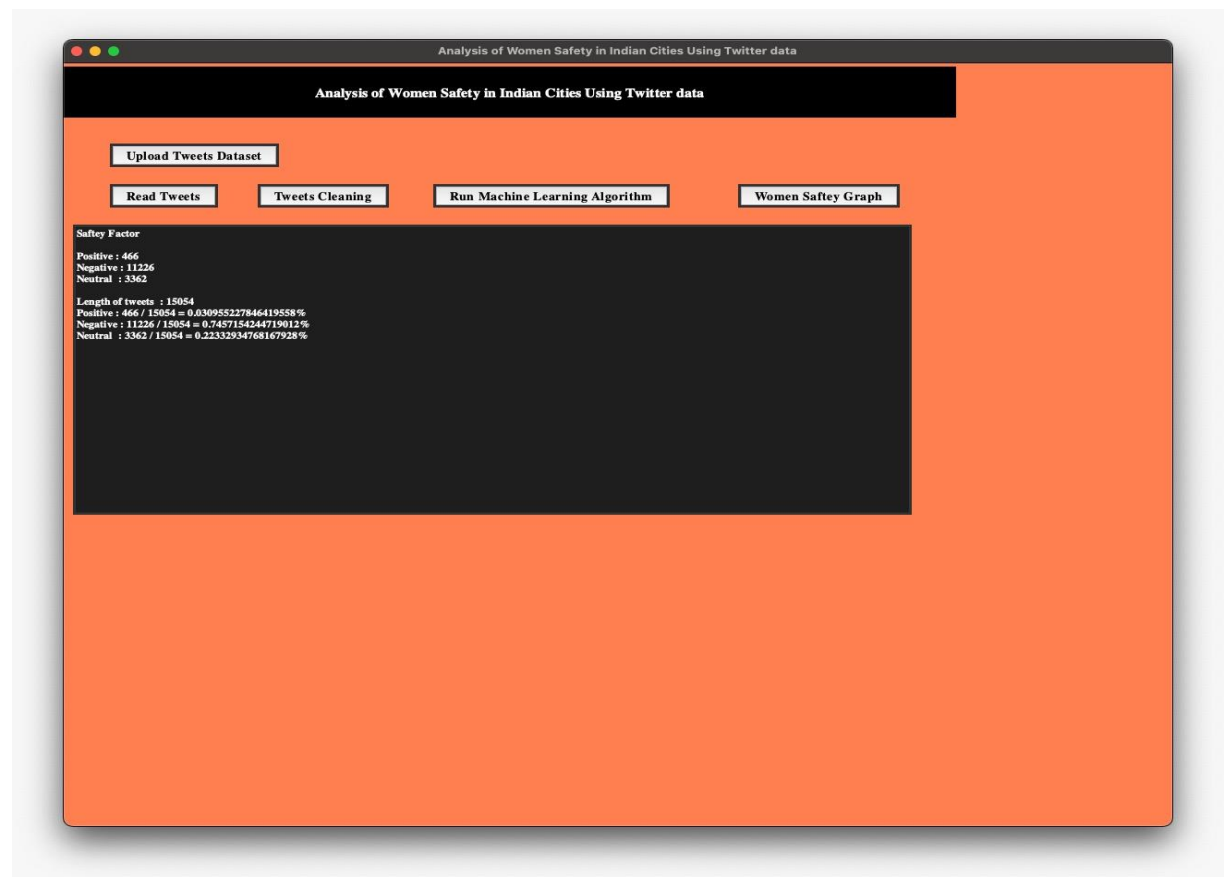 Analysis of Women Safety in Indian Cities Using Twitter data
Analysis of Women Safety in Indian Cities Using Twitter data
Upload Tweets Dataset
Read Tweets
Tweets Cleaning
Run Machine Learning Algorithm
Women Saftey Graph
Saftey Factor
Positive : 466
Negative : 11226
Neutral : 3362
Length of tweets : 15054
Positive : 466 / 15054 = 0.030955227846419558%
Negative : 11226 / 15054 = 0.7457154244719012%
Neutral : 3362 / 15054 = 0.22332934768167928%